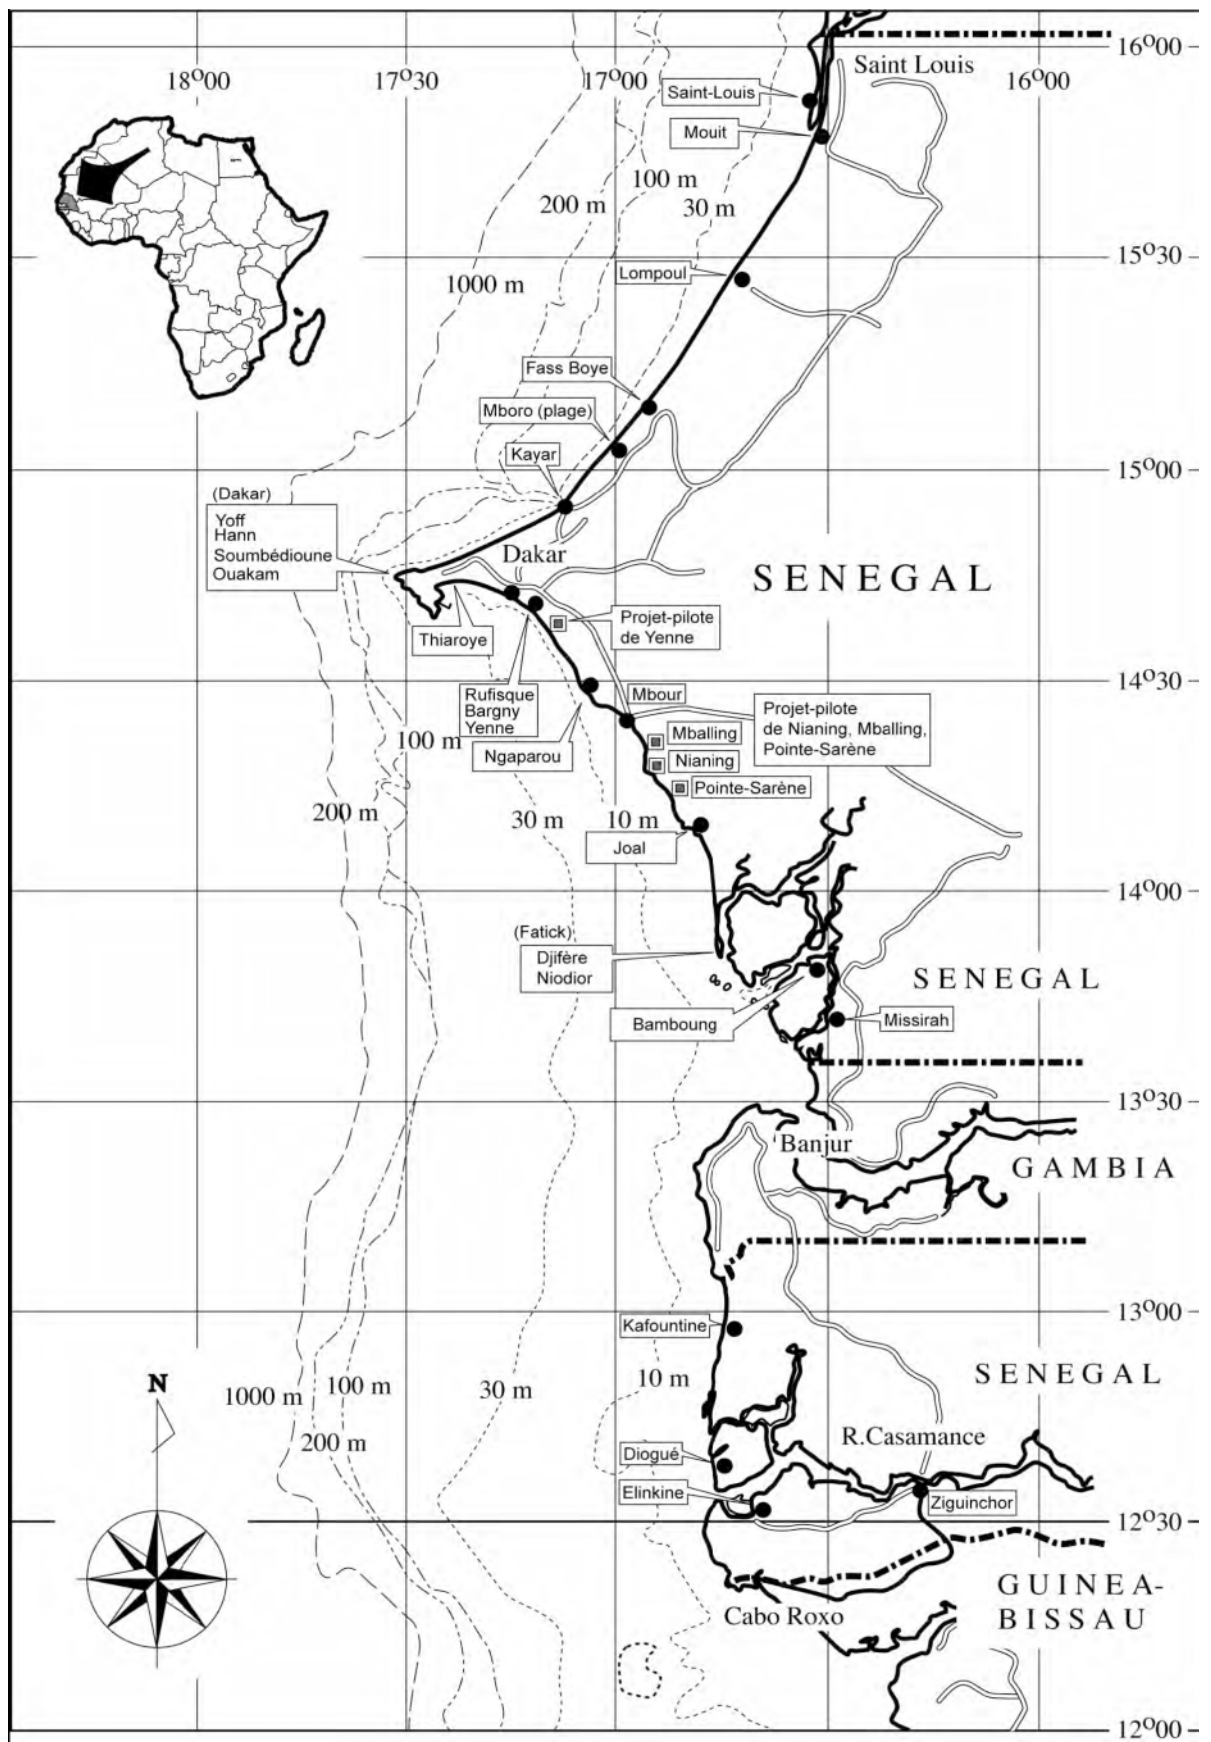 16°00
18°00
17°30
17°00
16°00
Saint Louis
Saint-Louis
Mouit
100 m
200 m
30 m
15°30
Lompoul
1000 m
Fass Boye
Mboro (plage)
Kayar
15°00
(Dakar)
Yoff
Hann
Soumbédioune
Ouakam
Dakar
SENEGAL
Thiaroye
Projet-pilote
de Yenne
14°30
Rufisque
Bargny
Yenne
Mbour
Projet-pilote
de Nianing, Mballing,
Pointe-Sarène
100 m
Ngaparou
Mballing
Nianing
Pointe-Sarène
200 m
30 m
10 m
Joal
14°00
(Fatick)
Djifère
Niodior
SENEGAL
Bamboung
Missirah
13°30
Banjur
GAMBIA
13°00
Kafountine
SENEGAL
N
1000 m
100 m
30 m
10 m
200 m
R.Casamance
Diogué
Elinkine
Ziguinchor
12°30
GUINEA-
BISSAU
Cabo Roxo
12°00